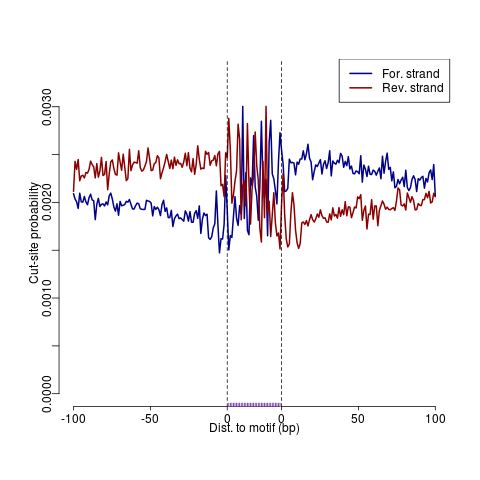 For. strand
Rev. strand
Cut-site probability
0.0030
0.0020
0.0010
0.0000
-100 -50 0 0 50 100
Dist. to motif (bp)